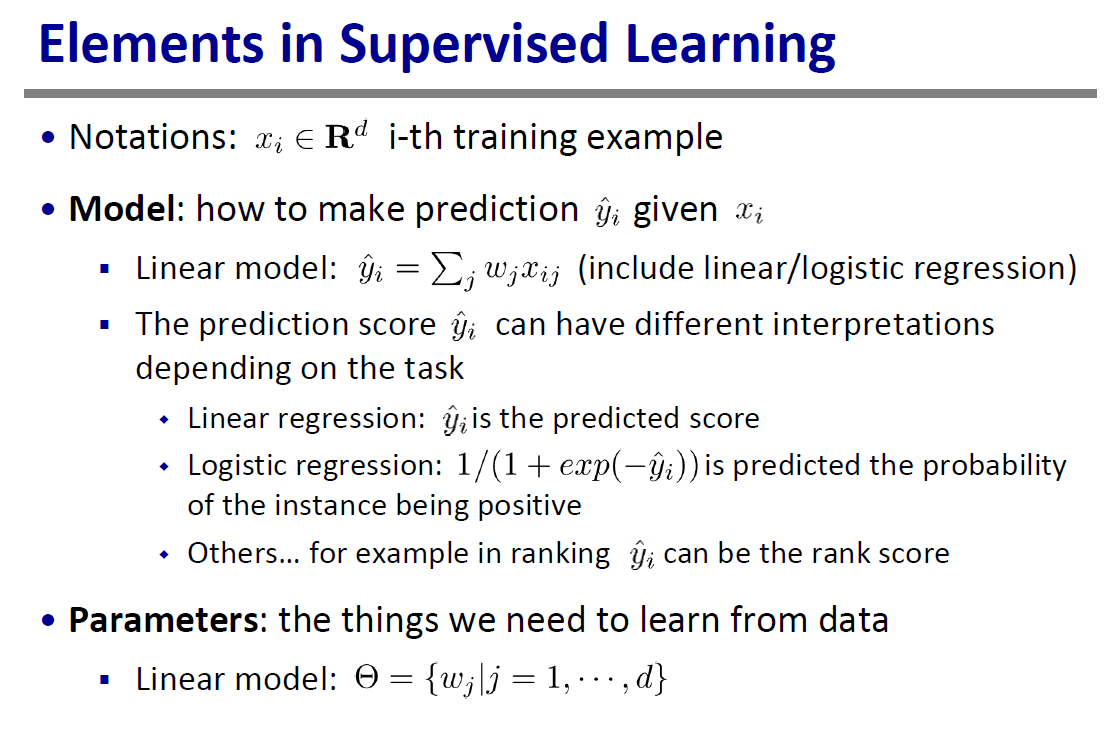 Elements in Supervised Learning
• Notations: $x_i \in \mathbf{R}^d$ i-th training example
• Model: how to make prediction $\hat{y}_i$ given $x_i$
▪ Linear model: $\hat{y}_i = \sum_j w_j x_{ij}$ (include linear/logistic regression)
▪ The prediction score $\hat{y}_i$ can have different interpretations
depending on the task
◆ Linear regression: $\hat{y}_i$ is the predicted score
◆ Logistic regression: $1/(1 + exp(-\hat{y}_i))$ is predicted the probability
of the instance being positive
◆ Others… for example in ranking $\hat{y}_i$ can be the rank score
• Parameters: the things we need to learn from data
▪ Linear model: $\Theta = \{w_j | j = 1, \cdots, d\}$